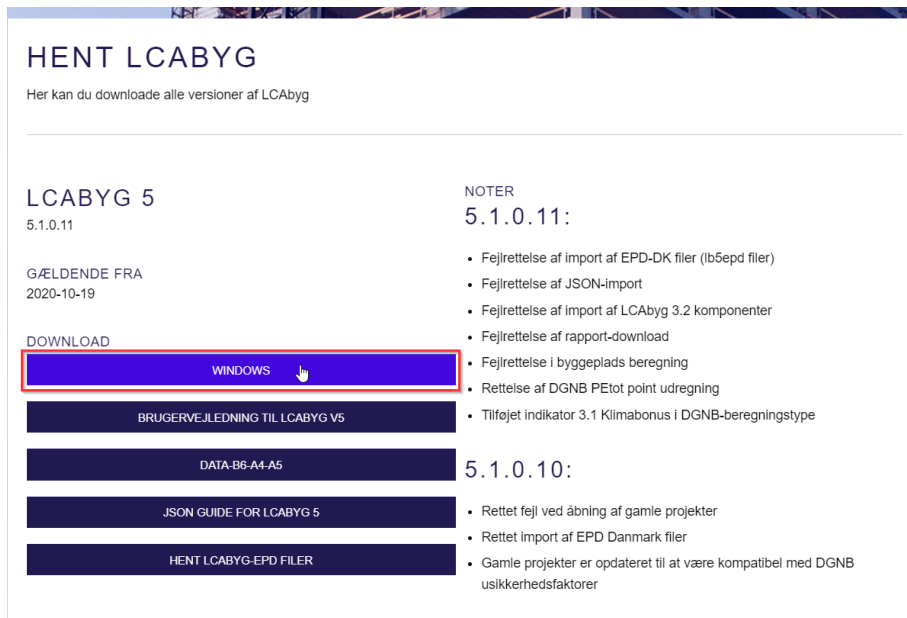 HENT LCABYG
Her kan du downloade alle versioner af LCAbyg
LCABYG 5
5.1.0.11
GÆLDENDE FRA
2020-10-19
DOWNLOAD
WINDOWS
BRUGERVEJLEDNING TIL LCABYG V5
DATA-B6-A4-A5
JSON GUIDE FOR LCABYG 5
HENT LCABYG-EPD FILER
NOTER
5.1.0.11:
• Fejlrettelse af import af EPD-DK filer (lb5epd filer)
• Fejlrettelse af JSON-import
• Fejlrettelse af import af LCAbyg 3.2 komponenter
• Fejlrettelse af rapport-download
• Fejlrettelse i byggeplads beregning
• Rettelse af DGNB PEtot point udregning
• Tilføjet indikator 3.1 Klimabonus i DGNB-beregningstype
5.1.0.10:
• Rettet fejl ved åbning af gamle projekter
• Rettet import af EPD Danmark filer
• Gamle projekter er opdateret til at være kompatibel med DGNB
usikkerhedsfaktorer